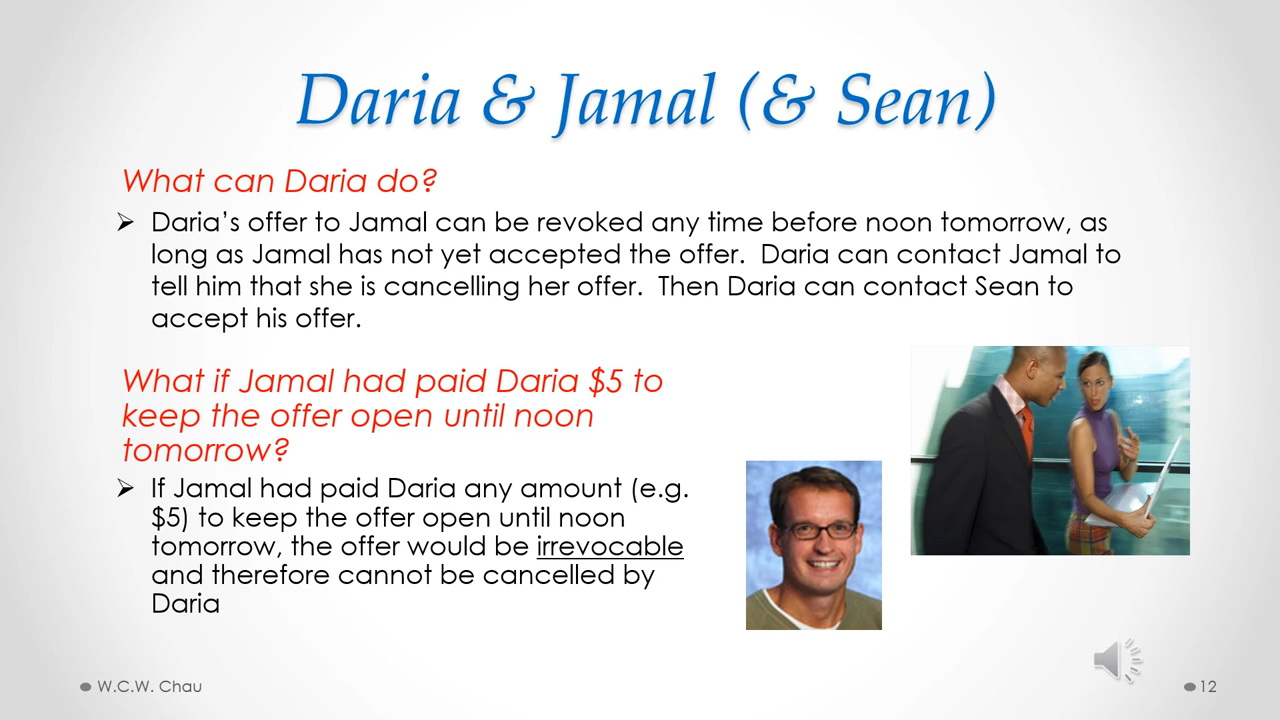 Daria & Jamal (& Sean)
What can Daria do?
Daria’s offer to Jamal can be revoked any time before noon tomorrow, as
long as Jamal has not yet accepted the offer.  Daria can contact Jamal to
tell him that she is cancelling her offer.  Then Daria can contact Sean to
accept his offer.
What if Jamal had paid Daria $5 to
keep the offer open until noon
tomorrow?
If Jamal had paid Daria any amount (e.g.
$5) to keep the offer open until noon
tomorrow, the offer would be irrevocable
and therefore cannot be cancelled by
Daria
W.C.W. Chau
12